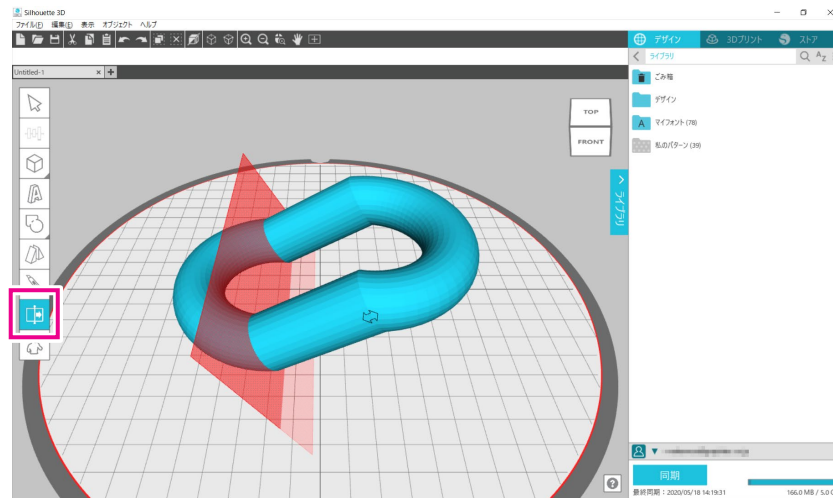 Silhouette 3D
ファイル(F) 編集(E) 表示 オブジェクト ヘルプ
デザイン 3Dプリント ストア
ライブラリ
Untitled-1
ごみ箱
デザイン
マイフォント (78)
私のパターン (39)
TOP
FRONT
ライブラリ
同期
最終同期：2020/05/18 14:19:31 166.0 MB / 5.0